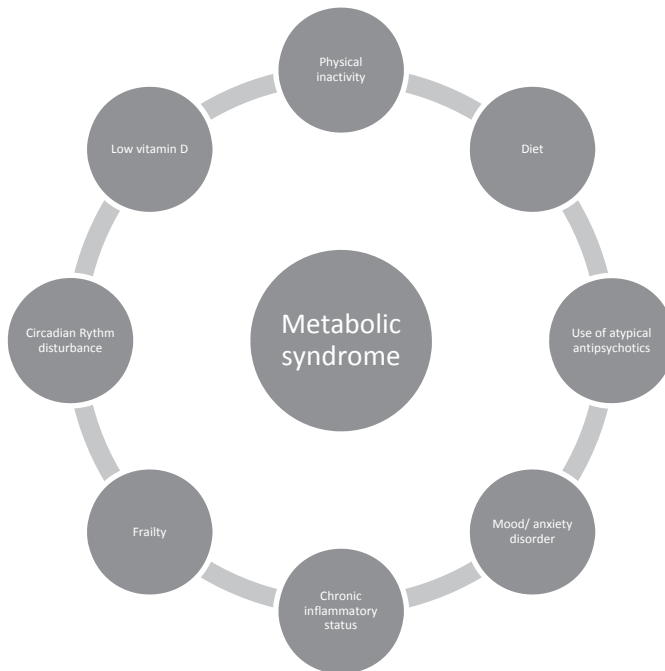 Physical
inactivity
Diet
Use of atypical
antipsychotics
Mood/ anxiety
disorder
Chronic
inflammatory
status
Frailty
Circadian Rythm
disturbance
Low vitamin D
Metabolic
syndrome